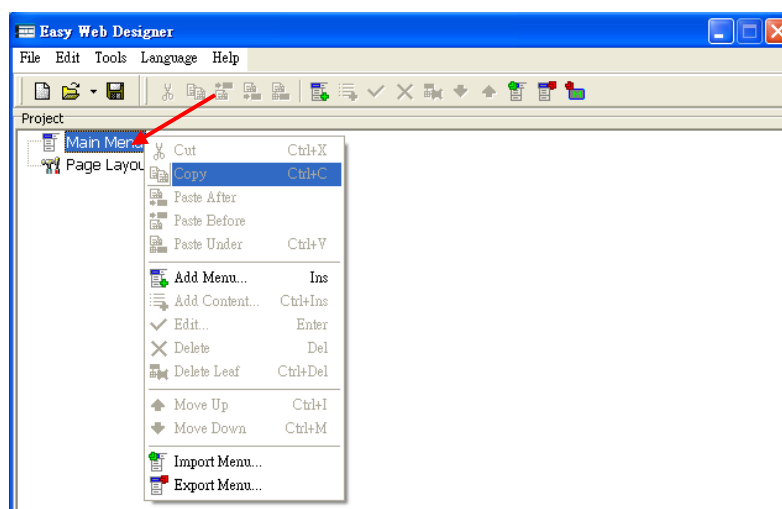 Easy Web Designer
File Edit Tools Language Help
Project
Main Menu
Page Layou
Cut Ctrl+X
Copy Ctrl+C
Paste After
Paste Before
Paste Under Ctrl+V
Add Menu... Ins
Add Content... Ctrl+Ins
Edit... Enter
Delete Del
Delete Leaf Ctrl+Del
Move Up Ctrl+I
Move Down Ctrl+M
Import Menu...
Export Menu...